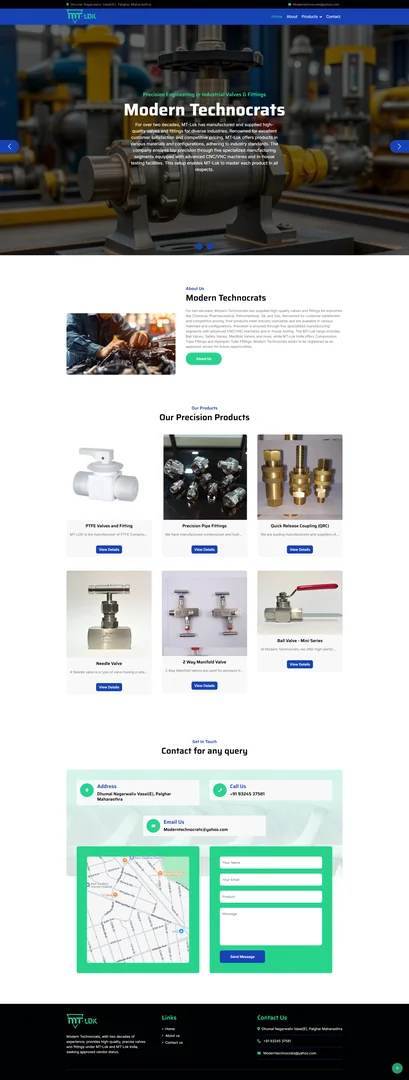 Dhumal Nagarwaliv Vasai(E), Palghar Maharasthra
Moderntechnocrats@yahoo.com
MT-LOK
Home About Products Contact
Precision Engineering in Industrial Valves & Fittings
Modern Technocrats
For over two decades, MT-Lok has manufactured and supplied high-
quality valves and fittings for diverse industries. Renowned for excellent
customer satisfaction and competitive pricing, MT-Lok offers products in
various materials and configurations, adhering to industry standards. The
company ensures top precision through five specialized manufacturing
segments equipped with advanced CNC/VNC machines and in-house
testing facilities. This setup enables MT-Lok to master each product in all
respects.
About Us
Modern Technocrats
For two decades, Modern Technocrats has supplied high-quality valves and fittings for industries
like Chemical, Pharmaceutical, Petrochemical, Oil, and Gas. Renowned for customer satisfaction
and competitive pricing, their products meet industry standards and are available in various
materials and configurations. Precision is ensured through five specialized manufacturing
segments with advanced CNC/VNC machines and in-house testing. The MT-Lok range includes
Ball Valves, Safety Valves, Manifold Valves, and more, while MT-Lok India offers Compression
Tube Fittings and Hydraulic Tube Fittings. Modern Technocrats seeks to be registered as an
approved vendor for future opportunities.
About Us
Our Products
Our Precision Products
PTFE Valves and Fitting
MT-LOK is the manufacturer of PTFE Compres...
View Details
Precision Pipe Fittings
We hard manufactured compression and hydr...
View Details
Quick Release Coupling (QRC)
We are leading manufacturers and suppliers of...
View Details
Needle Valve
A Needle valve is a type of valve having a sma...
View Details
2 Way Manifold Valve
2 Way Manifold Valves are used for pressure tr...
View Details
Ball Valve - Mini Series
At Modern Technocrats, we offer high-perfor...
View Details
Get In Touch
Contact for any query
Address
Dhumal Nagarwaliv Vasai(E), Palghar
Maharasthra
Call Us
+91 93245 37581
Email Us
Moderntechnocrats@yahoo.com
Your Name
Your Email
Product
Message
Send Message
MT-LOK
Modern Technocrats, with two decades of
experience, provides high-quality, precise valves
and fittings under MT-Lok and MT-Lok India,
seeking approved vendor status.
Links
Home
About us
Contact us
Contact Us
Dhumal Nagarwaliv Vasai(E), Palghar Maharasthra
+91 93245 37581
Moderntechnocrats@yahoo.com